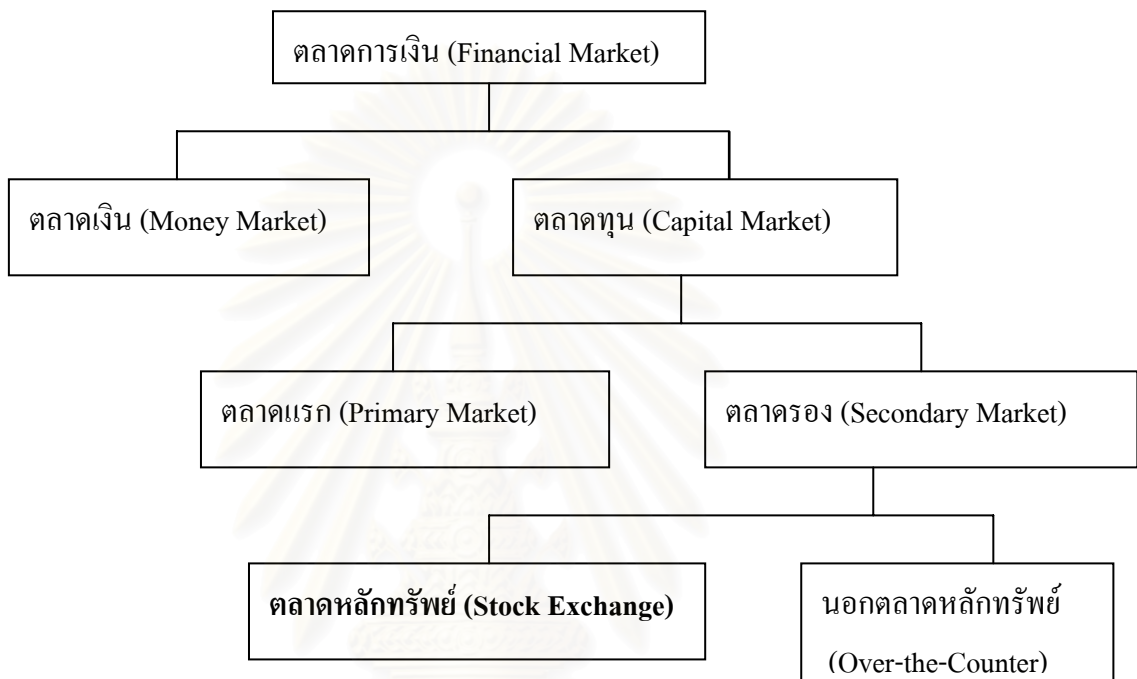 ตลาดการเงิน (Financial Market)
ตลาดเงิน (Money Market)
ตลาดทุน (Capital Market)
ตลาดแรก (Primary Market)
ตลาดรอง (Secondary Market)
ตลาดหลักทรัพย์ (Stock Exchange)
นอกตลาดหลักทรัพย์
(Over-the-Counter)